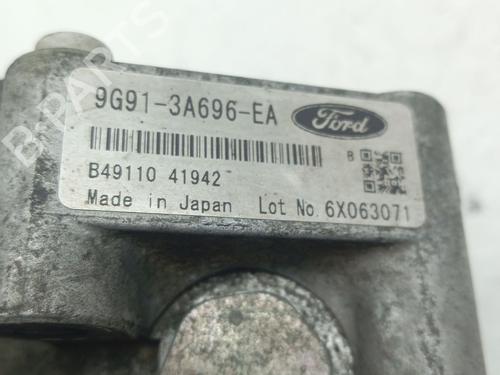 9G91-3A696-EA Ford
B
B49110 41942
Made in Japan Lot No. 6X063071
B-PARTS